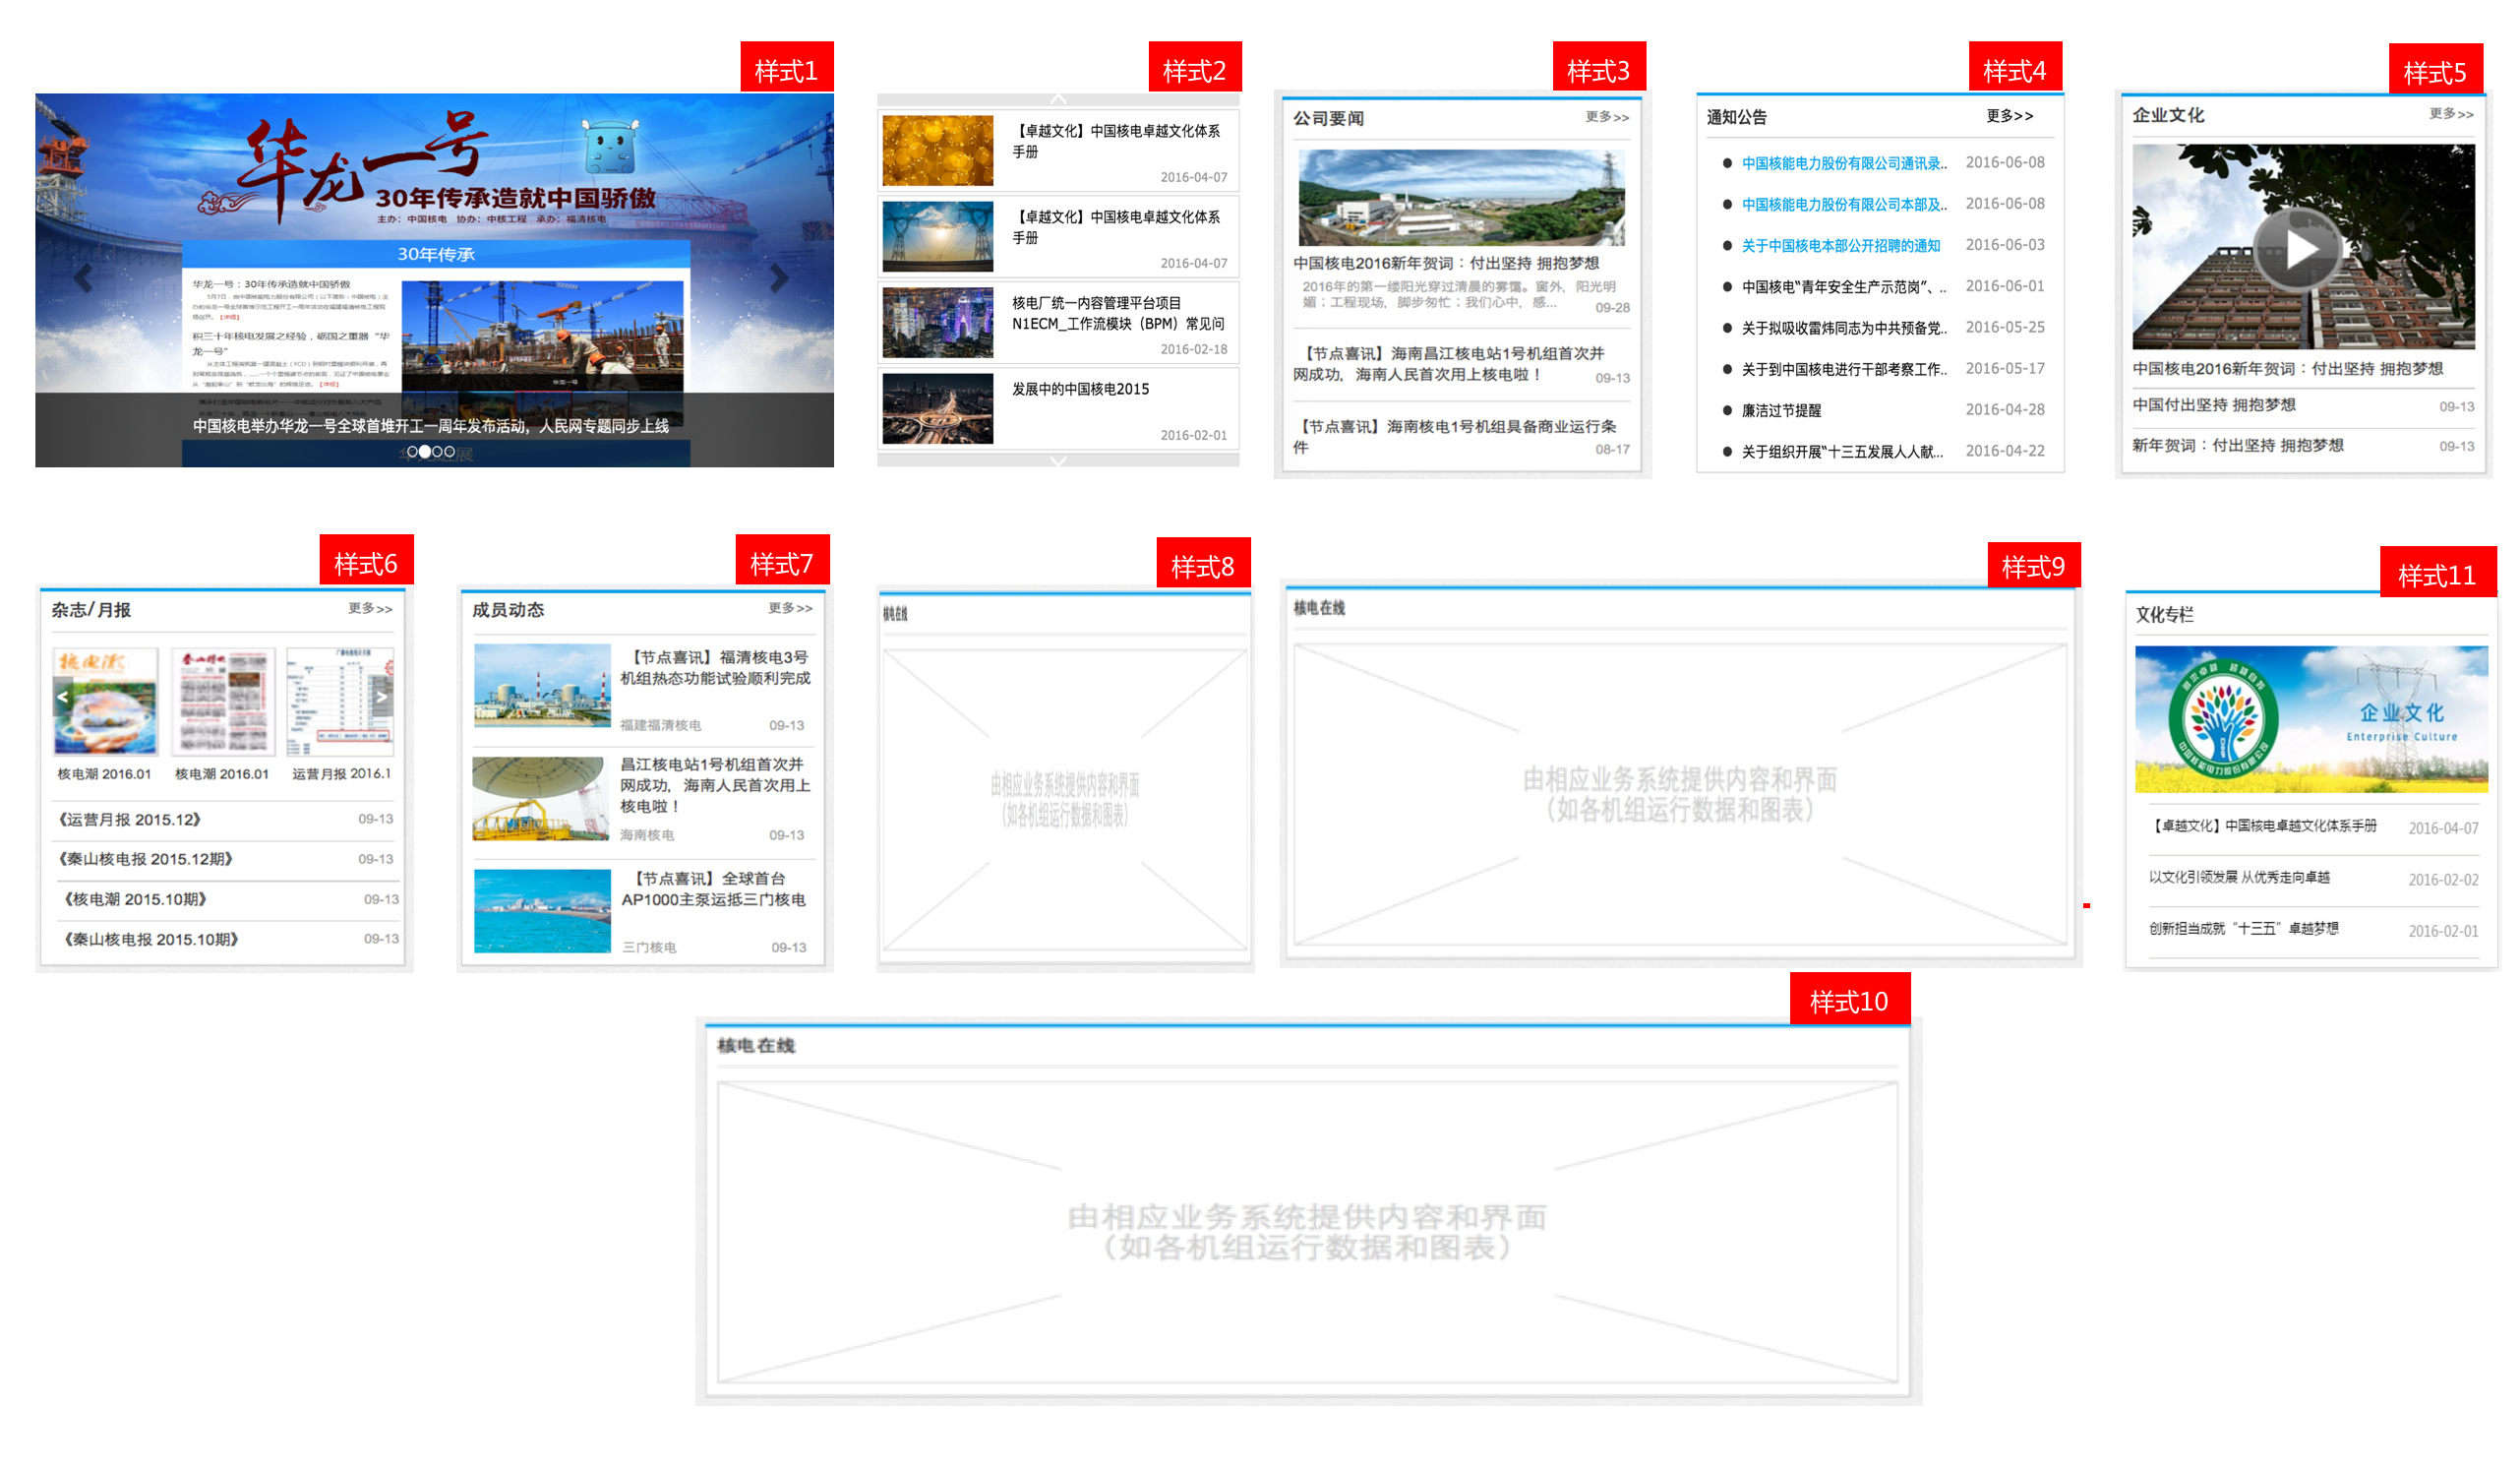 样式1
华龙一号
30年传承造就中国骄傲
主办：中国核电 协办：中核工程 承办：福清核电
30年传承
华龙一号：30年传承造就中国骄傲
积三十年核电发展之经验，砺国之重器“华
龙一号”
华龙一号
中国核电举办华龙一号全球首堆开工一周年发布活动，人民网专题同步上线
样式2
【卓越文化】中国核电卓越文化体系
手册
2016-04-07
【卓越文化】中国核电卓越文化体系
手册
2016-04-07
核电厂统一内容管理平台项目
N1ECM_工作流模块（BPM）常见问
2016-02-18
发展中的中国核电2015
2016-02-01
样式3
公司要闻 更多>>
中国核电2016新年贺词：付出坚持 拥抱梦想
2016年的第一缕阳光穿过清晨的雾霭。窗外，阳光明
媚；工程现场，脚步匆忙；我们心中，感...
09-28
【节点喜讯】海南昌江核电站1号机组首次并
网成功，海南人民首次用上核电啦！ 09-13
【节点喜讯】海南核电1号机组具备商业运行条
件 08-17
样式4
通知公告 更多>>
中国核能电力股份有限公司通讯录.. 2016-06-08
中国核能电力股份有限公司本部及.. 2016-06-08
关于中国核电本部公开招聘的通知 2016-06-03
中国核电“青年安全生产示范岗”、... 2016-06-01
关于拟吸收雷炜同志为中共预备党.. 2016-05-25
关于到中国核电进行干部考察工作.. 2016-05-17
廉洁过节提醒 2016-04-28
关于组织开展“十三五发展人人献... 2016-04-22
样式5
企业文化 更多>>
中国核电2016新年贺词：付出坚持 拥抱梦想
中国付出坚持 拥抱梦想 09-13
新年贺词：付出坚持 拥抱梦想 09-13
样式6
杂志/月报 更多>>
核电潮
核电潮 2016.01 核电潮 2016.01 运营月报 2016.1
《运营月报 2015.12》 09-13
《秦山核电报 2015.12期》 09-13
《核电潮 2015.10期》 09-13
《秦山核电报 2015.10期》 09-13
样式7
成员动态 更多>>
【节点喜讯】福清核电3号
机组热态功能试验顺利完成
福建福清核电 09-13
昌江核电站1号机组首次并
网成功，海南人民首次用上
核电啦！
海南核电 09-13
【节点喜讯】全球首台
AP1000主泵运抵三门核电
三门核电 09-13
样式8
核电在线
由相应业务系统提供内容和界面
（如各机组运行数据和图表）
样式9
核电在线
由相应业务系统提供内容和界面
（如各机组运行数据和图表）
样式11
文化专栏
企业文化
Enterprise Culture
中国核能电力股份有限公司
【卓越文化】中国核电卓越文化体系手册 2016-04-07
以文化引领发展 从优秀走向卓越 2016-02-02
创新担当成就“十三五”卓越梦想 2016-02-01
样式10
核电在线
由相应业务系统提供内容和界面
（如各机组运行数据和图表）